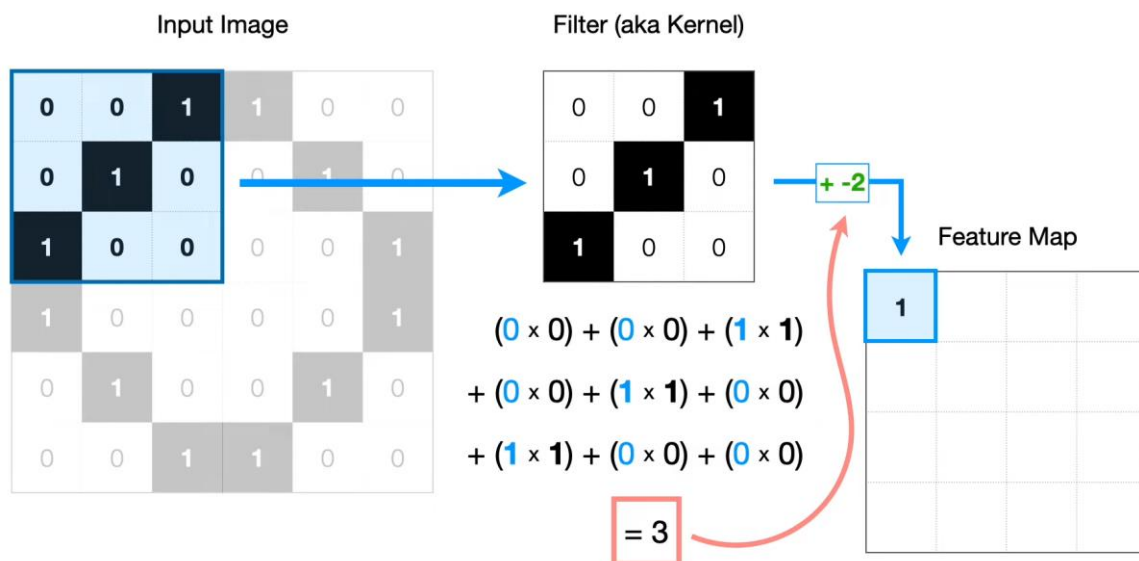 Input Image
Filter (aka Kernel)
0 0 1 1 0 0
0 1 0 0 1 0
1 0 0 0 0 1
1 0 0 0 0 1
0 1 0 0 1 0
0 0 1 1 0 0
0 0 1
0 1 0
1 0 0
+ -2
Feature Map
1
(0 × 0) + (0 × 0) + (1 × 1)
+ (0 × 0) + (1 × 1) + (0 × 0)
+ (1 × 1) + (0 × 0) + (0 × 0)
= 3